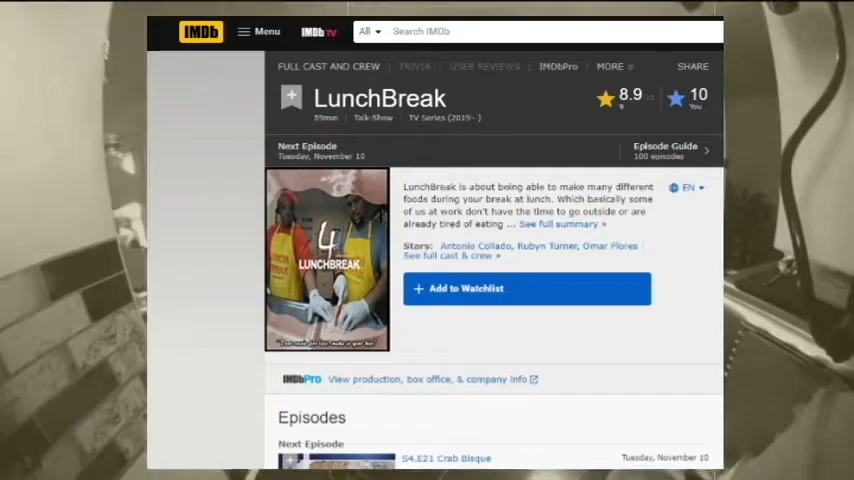 IMDb Menu IMDbTV All Search IMDb
FULL CAST AND CREW TRIVIA USER REVIEWS IMDbPro MORE SHARE
LunchBreak 8.9/10 10
9 You
59min Talk-Show TV Series (2019– )
Next Episode Episode Guide
Tuesday, November 10 100 episodes
4
LUNCHBREAK
LunchBreak is about being able to make many different EN
foods during your break at lunch. Which basically some
of us at work don't have the time to go outside or are
already tired of eating ... See full summary »
Stars: Antonio Collado, Rubyn Turner, Omar Flores |
See full cast & crew »
+ Add to Watchlist
IMDbPro View production, box office, & company info
Episodes
Next Episode
S4.E21 Crab Bisque Tuesday, November 10